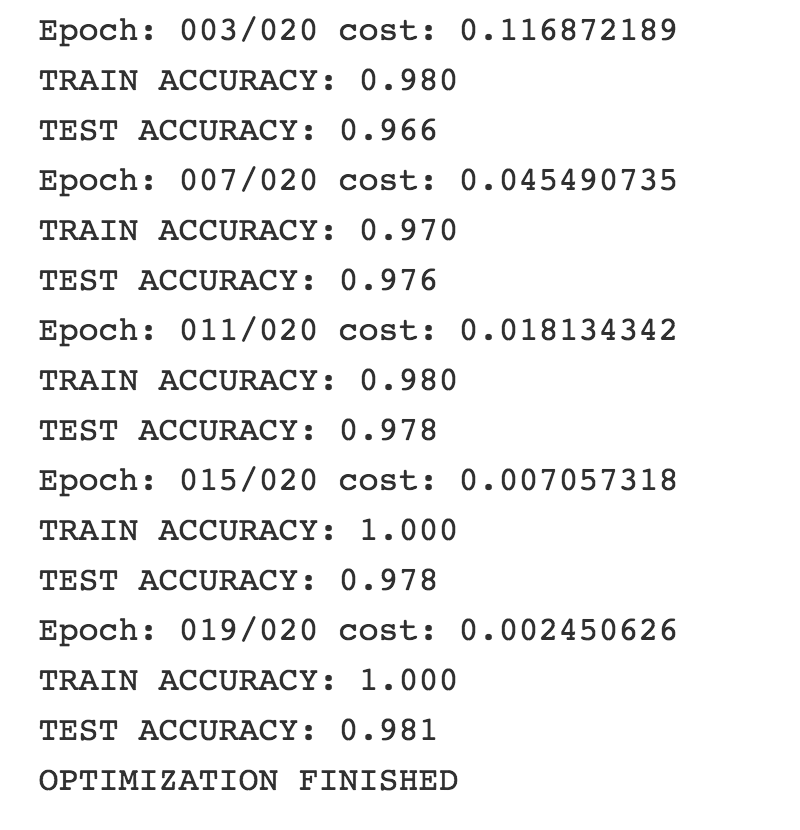 Epoch: 003/020 cost: 0.116872189
TRAIN ACCURACY: 0.980
TEST ACCURACY: 0.966
Epoch: 007/020 cost: 0.045490735
TRAIN ACCURACY: 0.970
TEST ACCURACY: 0.976
Epoch: 011/020 cost: 0.018134342
TRAIN ACCURACY: 0.980
TEST ACCURACY: 0.978
Epoch: 015/020 cost: 0.007057318
TRAIN ACCURACY: 1.000
TEST ACCURACY: 0.978
Epoch: 019/020 cost: 0.002450626
TRAIN ACCURACY: 1.000
TEST ACCURACY: 0.981
OPTIMIZATION FINISHED